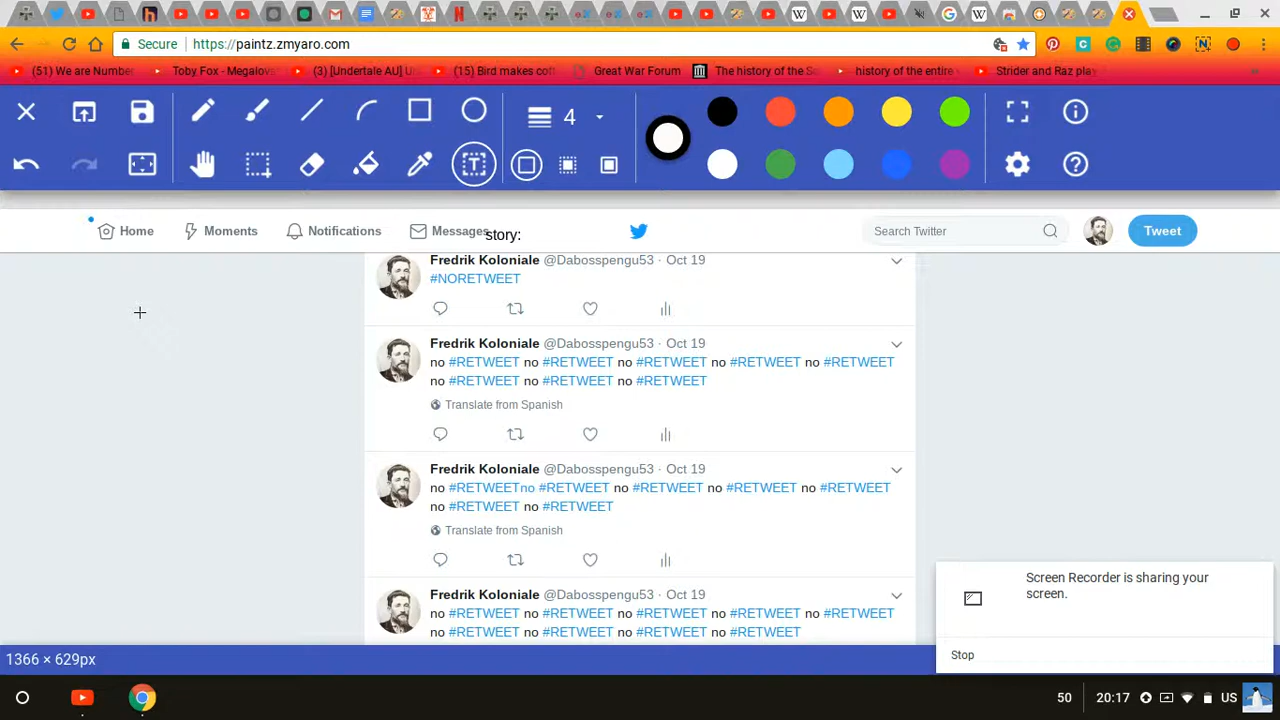 Secure https://paintz.zmyaro.com
(51) We are Number
Toby Fox - Megalova
(3) [Undertale AU] U
(15) Bird makes cof
Great War Forum
The history of the S
history of the entire
Strider and Raz play
4
Home
Moments
Notifications
Messages
story:
Search Twitter
Tweet
Fredrik Koloniale @Dabosspengu53 · Oct 19
#NORETWEET
Fredrik Koloniale @Dabosspengu53 · Oct 19
no #RETWEET no #RETWEET no #RETWEET no #RETWEET no #RETWEET
no #RETWEET no #RETWEET no #RETWEET
Translate from Spanish
Fredrik Koloniale @Dabosspengu53 · Oct 19
no #RETWEETno #RETWEET no #RETWEET no #RETWEET no #RETWEET
no #RETWEET no #RETWEET
Translate from Spanish
Fredrik Koloniale @Dabosspengu53 · Oct 19
no #RETWEET no #RETWEET no #RETWEET no #RETWEET no #RETWEET
no #RETWEET no #RETWEET no #RETWEET no #RETWEET
Screen Recorder is sharing your
screen.
Stop
1366 × 629px
50
20:17
US